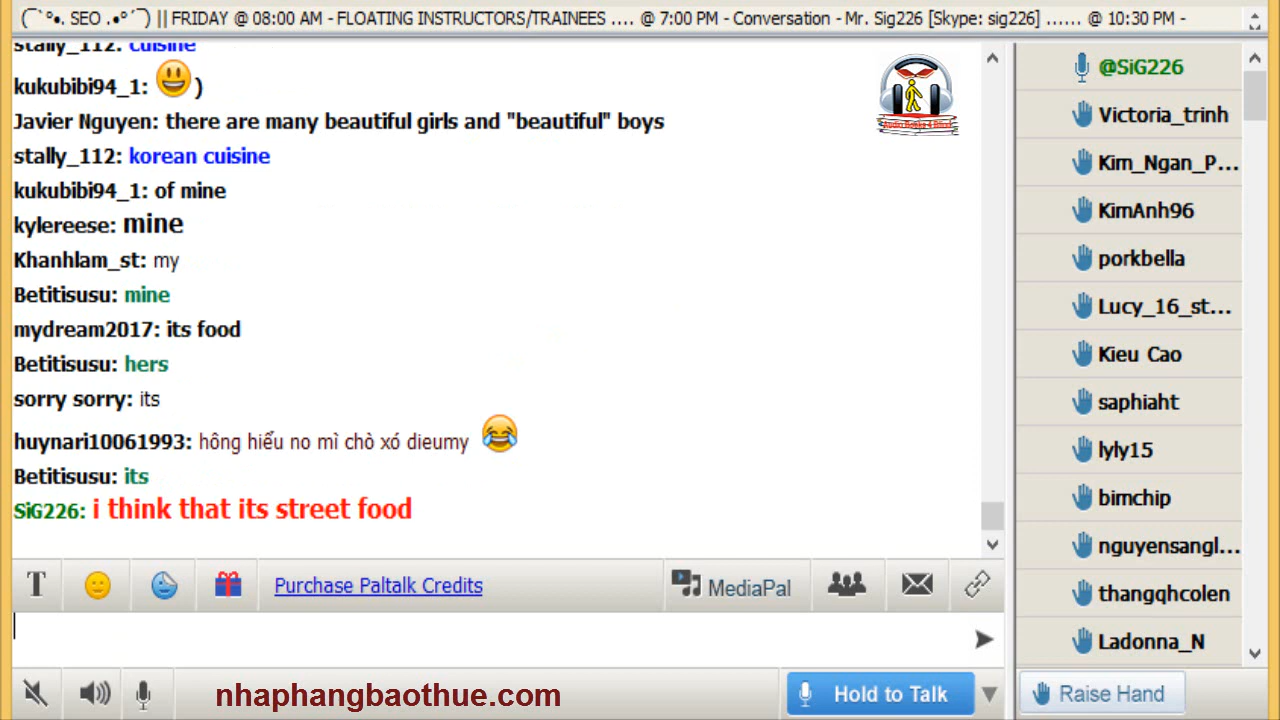 (¯`°•. SEO .•°´¯) || FRIDAY @ 08:00 AM - FLOATING INSTRUCTORS/TRAINEES .... @ 7:00 PM - Conversation - Mr. Sig226 [Skype: sig226] ...... @ 10:30 PM -
stally_112: cuisine
kukubibi94_1: 😃 )
Javier Nguyen: there are many beautiful girls and "beautiful" boys
stally_112: korean cuisine
kukubibi94_1: of mine
kylereese: mine
Khanhlam_st: my
Betitisusu: mine
mydream2017: its food
Betitisusu: hers
sorry sorry: its
huynari10061993: hông hiểu no mì chò xó dieumy 😂
Betitisusu: its
SiG226: i think that its street food
T
Purchase Paltalk Credits
MediaPal
nhaphangbaothue.com
Hold to Talk
@SiG226
Victoria_trinh
Kim_Ngan_P...
KimAnh96
porkbella
Lucy_16_st...
Kieu Cao
saphiaht
lyly15
bimchip
nguyensangl...
thangqhcolen
Ladonna_N
Raise Hand